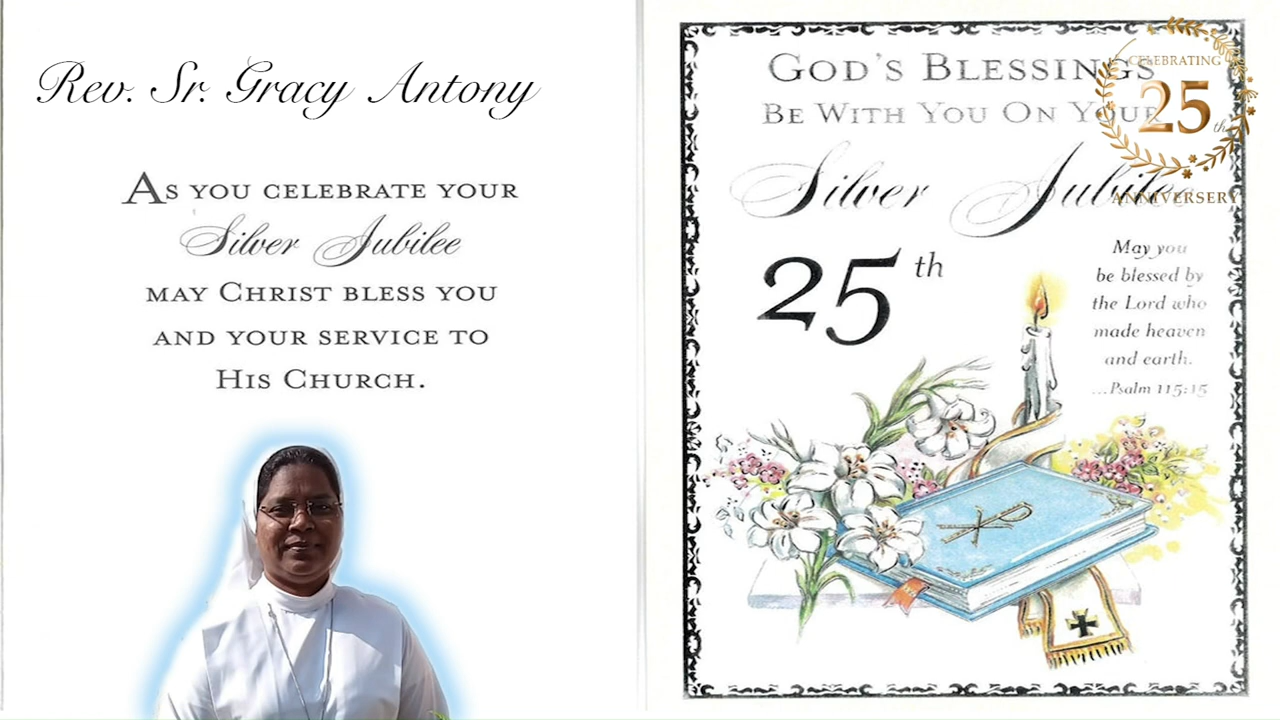 Rev. Sr. Gracy Antony
AS YOU CELEBRATE YOUR
Silver Jubilee
MAY CHRIST BLESS YOU
AND YOUR SERVICE TO
HIS CHURCH.
GOD'S BLESSINGS
BE WITH YOU ON YOUR
Silver Jubilee
25th
May you
be blessed by
the Lord who
made heaven
and earth.
...Psalm 115:15
CELEBRATING
25th
ANNIVERSERY